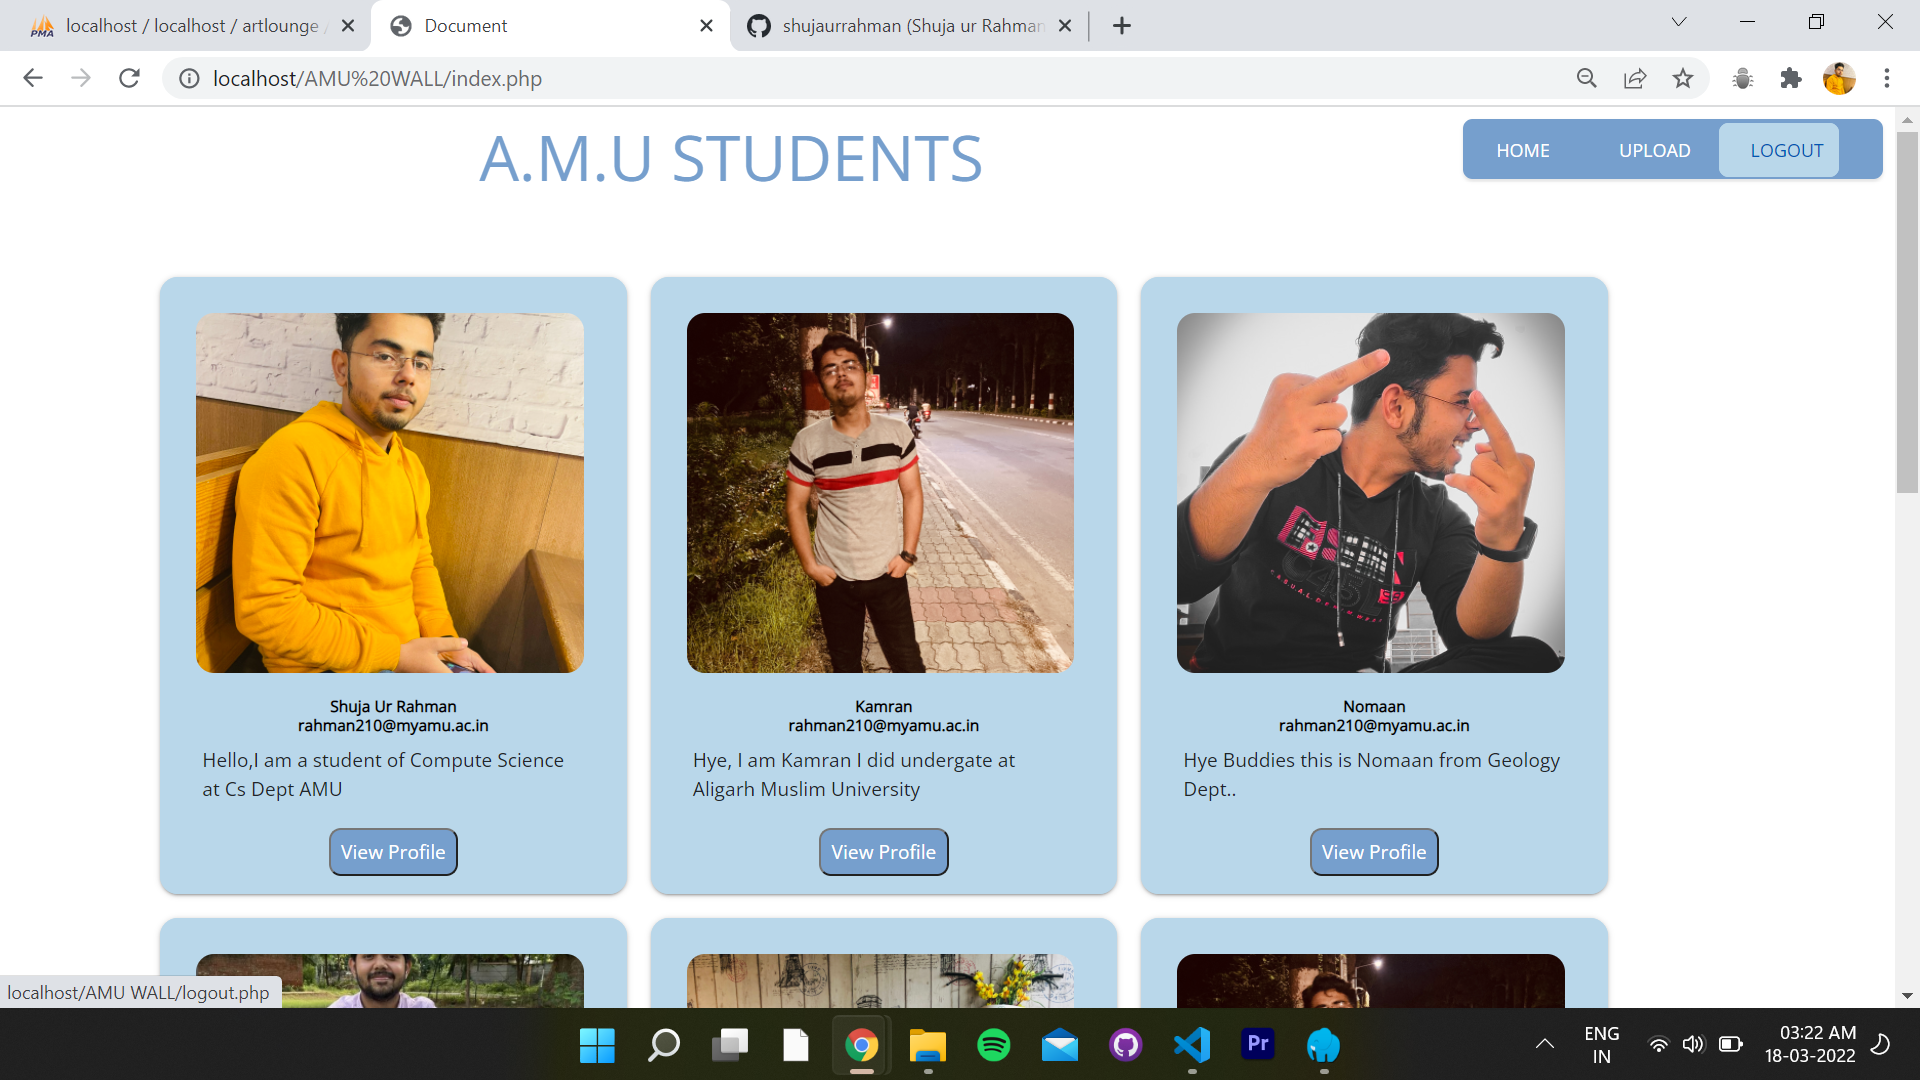 localhost / localhost / artlounge /
Document
shujaurrahman (Shuja ur Rahman
localhost/AMU%20WALL/index.php
A.M.U STUDENTS
HOME
UPLOAD
LOGOUT
Shuja Ur Rahman
rahman210@myamu.ac.in
Hello,I am a student of Compute Science
at Cs Dept AMU
View Profile
Kamran
rahman210@myamu.ac.in
Hye, I am Kamran I did undergate at
Aligarh Muslim University
View Profile
Nomaan
rahman210@myamu.ac.in
Hye Buddies this is Nomaan from Geology
Dept..
View Profile
localhost/AMU WALL/logout.php
Pr
ENG
IN
03:22 AM
18-03-2022